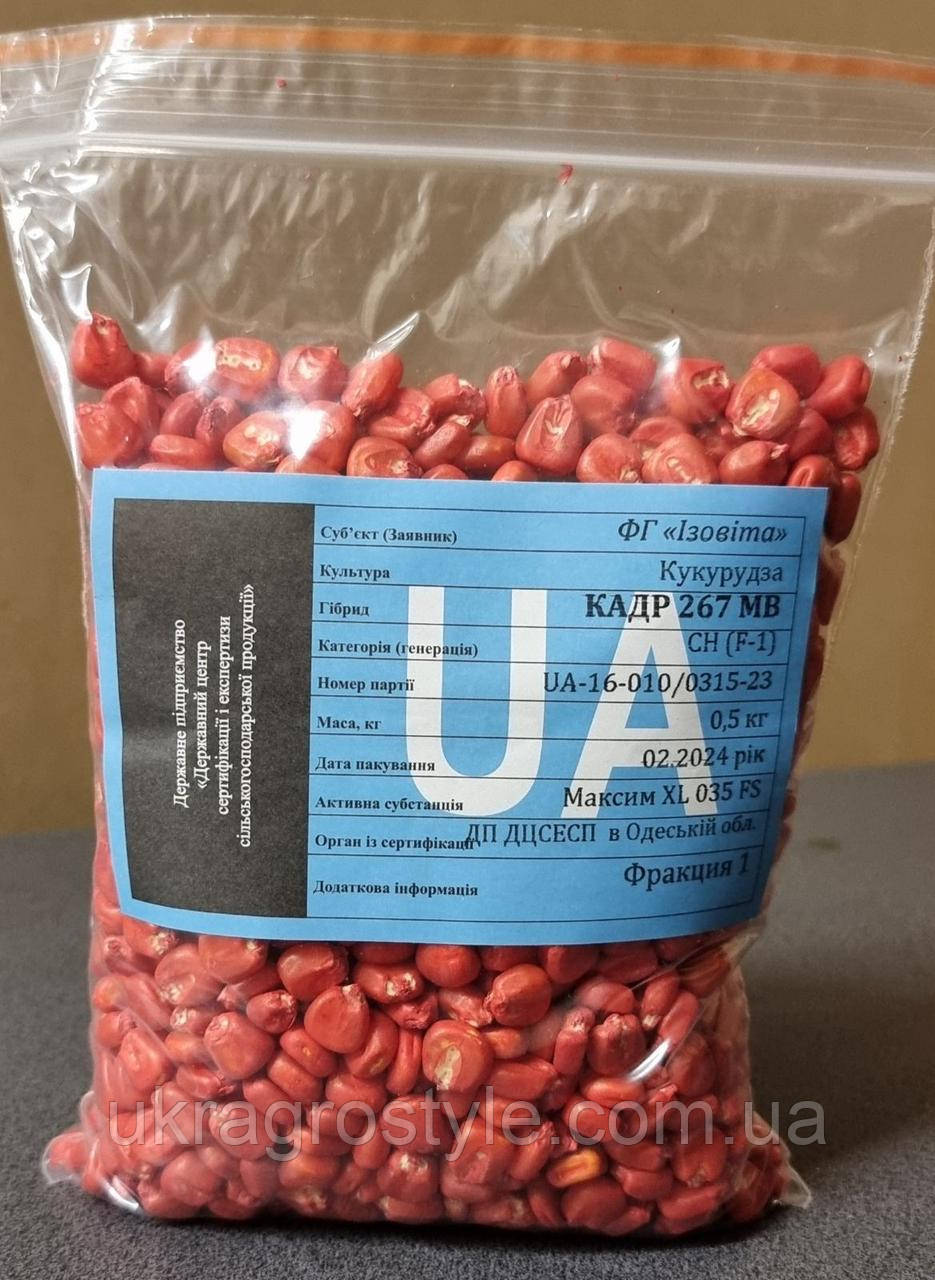 Державне підприємство
«Державний центр
сертифікації і експертизи
сільськогосподарської продукції»
UA
Суб’єкт (Заявник) ФГ «Ізовіта»
Культура Кукурудза
Гібрид КАДР 267 МВ
Категорія (генерація) СН (F-1)
Номер партії UA-16-010/0315-23
Маса, кг 0,5 кг
Дата пакування 02.2024 рік
Активна субстанція Максим XL 035 FS
Орган із сертифікації ДП ДЦСЕСП в Одеській обл.
Додаткова інформація Фракция 1
ukragrostyle.com.ua